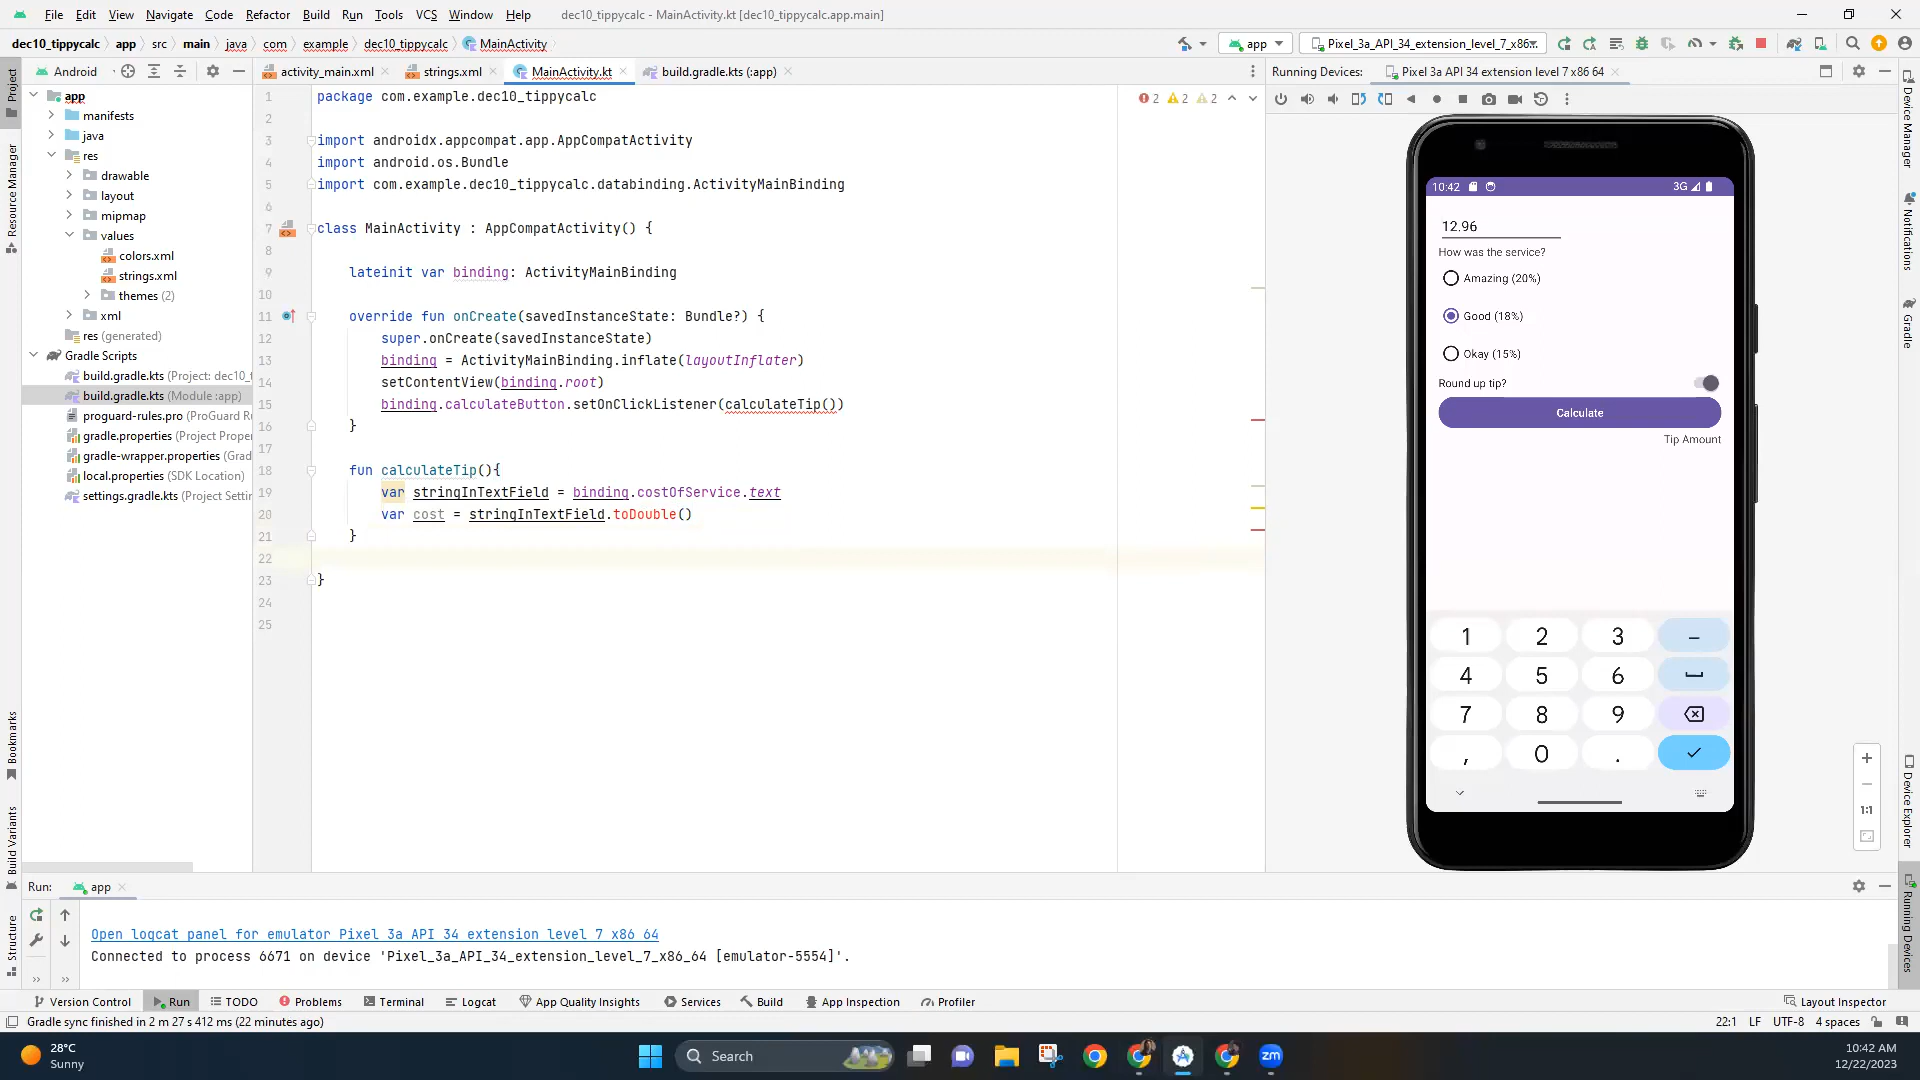 File Edit View Navigate Code Refactor Build Run Tools VCS Window Help dec10_tippycalc - MainActivity.kt [dec10_tippycalc.app.main]
dec10_tippycalc app src main java com example dec10_tippycalc MainActivity app Pixel_3a_API_34_extension_level_7_x86...
Android activity_main.xml strings.xml MainActivity.kt build.gradle.kts (:app) Running Devices: Pixel 3a API 34 extension level 7 x86 64
Project
Resource Manager
Bookmarks
Build Variants
Structure
app
manifests
java
res
drawable
layout
mipmap
values
colors.xml
strings.xml
themes (2)
xml
res (generated)
Gradle Scripts
build.gradle.kts (Project: dec10_t
build.gradle.kts (Module :app)
proguard-rules.pro (ProGuard Ru
gradle.properties (Project Proper
gradle-wrapper.properties (Grad
local.properties (SDK Location)
settings.gradle.kts (Project Settin
2 2 2
1 package com.example.dec10_tippycalc
2
3 import androidx.appcompat.app.AppCompatActivity
4 import android.os.Bundle
5 import com.example.dec10_tippycalc.databinding.ActivityMainBinding
6
7 class MainActivity : AppCompatActivity() {
8
9 lateinit var binding: ActivityMainBinding
10
11 override fun onCreate(savedInstanceState: Bundle?) {
12 super.onCreate(savedInstanceState)
13 binding = ActivityMainBinding.inflate(layoutInflater)
14 setContentView(binding.root)
15 binding.calculateButton.setOnClickListener(calculateTip())
16 }
17
18 fun calculateTip(){
19 var stringInTextField = binding.costOfService.text
20 var cost = stringInTextField.toDouble()
21 }
22
23 }
24
25
10:42 3G
12.96
How was the service?
Amazing (20%)
Good (18%)
Okay (15%)
Round up tip?
Calculate
Tip Amount
1 2 3 –
4 5 6
7 8 9
, 0 .
1:1
Device Manager
Notifications
Gradle
Device Explorer
Running Devices
Run: app
Open logcat panel for emulator Pixel 3a API 34 extension level 7 x86 64
Connected to process 6671 on device 'Pixel_3a_API_34_extension_level_7_x86_64 [emulator-5554]'.
Version Control Run TODO Problems Terminal Logcat App Quality Insights Services Build App Inspection Profiler Layout Inspector
Gradle sync finished in 2 m 27 s 412 ms (22 minutes ago) 22:1 LF UTF-8 4 spaces
28°C
Sunny
Search
zm
10:42 AM
12/22/2023